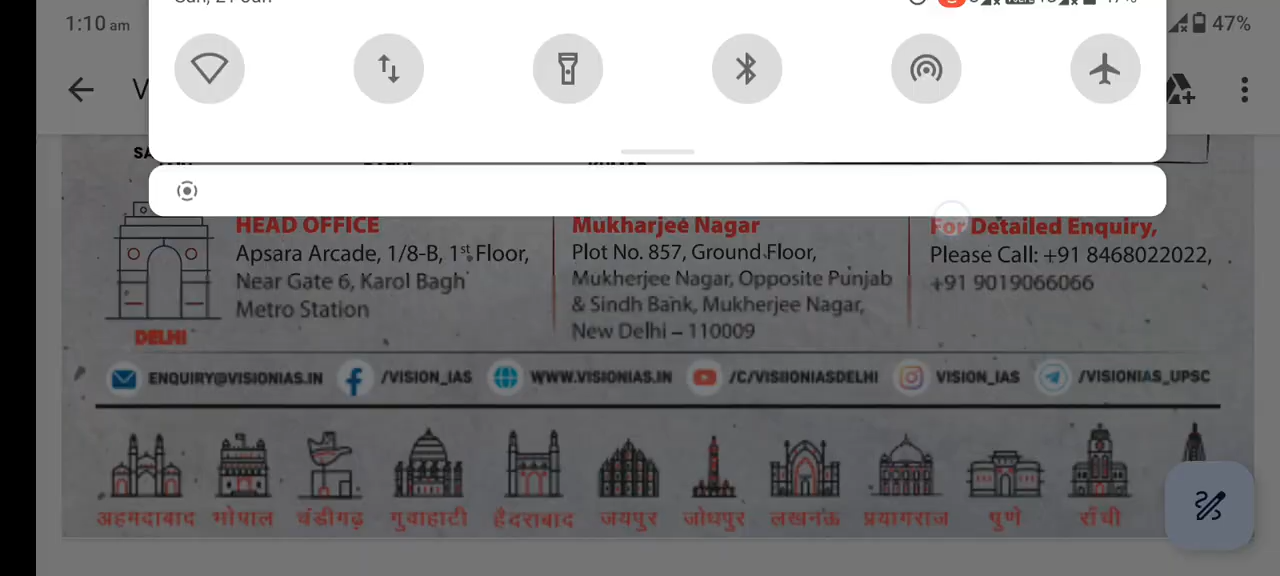 1:10 am
47%
V
HEAD OFFICE
Apsara Arcade, 1/8-B, 1st Floor,
Near Gate 6, Karol Bagh
Metro Station
DELHI
Mukharjee Nagar
Plot No. 857, Ground Floor,
Mukherjee Nagar, Opposite Punjab
& Sindh Bank, Mukherjee Nagar,
New Delhi – 110009
For Detailed Enquiry,
Please Call: +91 8468022022,
+91 9019066066
ENQUIRY@VISIONIAS.IN /VISION_IAS WWW.VISIONIAS.IN /C/VISIIONIASDELHI VISION_IAS /VISIONIAS_UPSC
अहमदाबाद भोपाल चंडीगढ़ गुवाहाटी हैदराबाद जयपुर जोधपुर लखनऊ प्रयागराज पुणे राँची